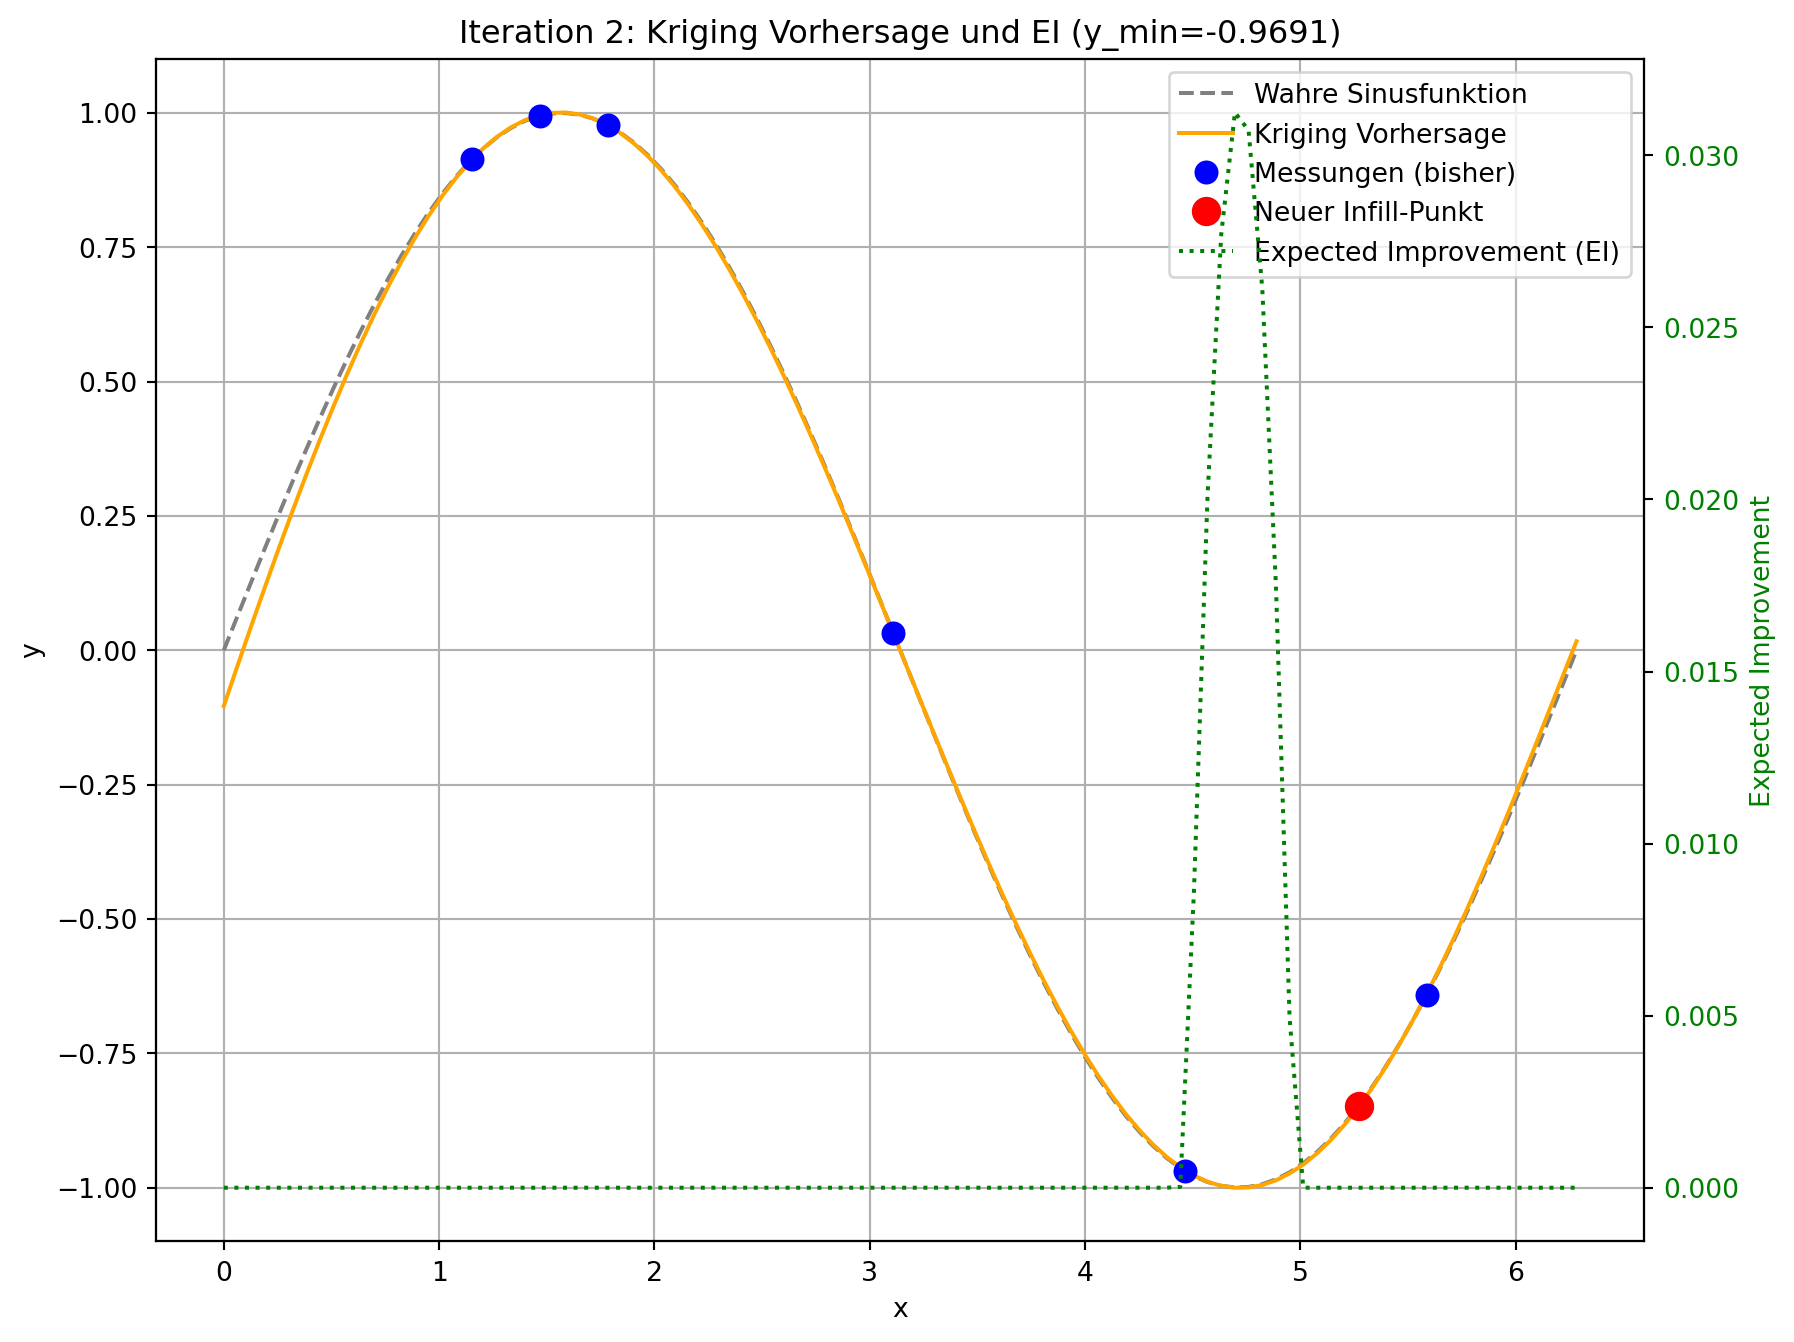 Iteration 2: Kriging Vorhersage und EI (y_min=-0.9691)
Wahre Sinusfunktion
Kriging Vorhersage
Messungen (bisher)
Neuer Infill-Punkt
Expected Improvement (EI)
1.00
0.75
0.50
0.25
0.00
−0.25
−0.50
−0.75
−1.00
y
0.030
0.025
0.020
0.015
0.010
0.005
0.000
Expected Improvement
0 1 2 3 4 5 6
x